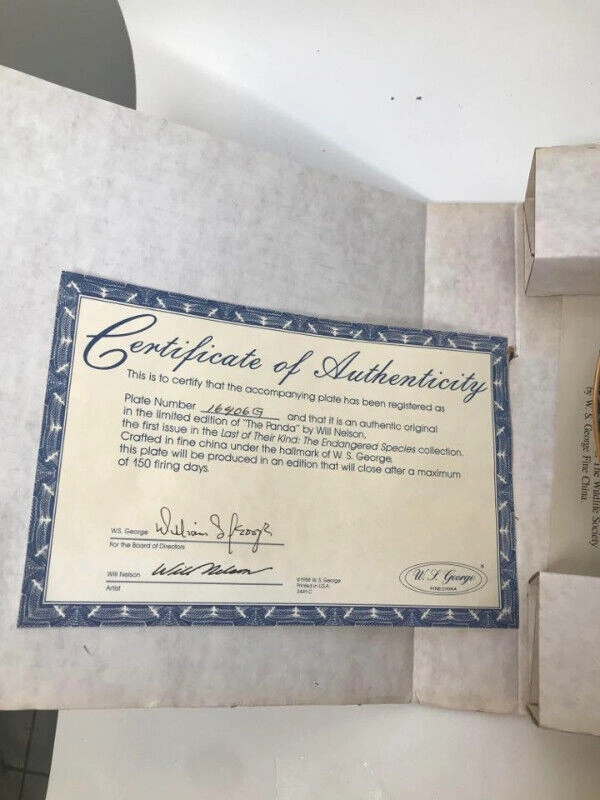 Certificate of Authenticity
This is to certify that the accompanying plate has been registered as
Plate Number 16406G and that it is an authentic original
in the limited edition of "The Panda" by Will Nelson,
the first issue in the Last of Their Kind: The Endangered Species collection.
Crafted in fine china under the hallmark of W. S. George,
this plate will be produced in an edition that will close after a maximum
of 150 firing days.
W.S. George William S George
For the Board of Directors
Will Nelson Will Nelson
Artist
©1988 W. S. George
Printed in U.S.A.
W. S. George
FINE CHINA
The Wildlife Society
by W. S. George Fine China.